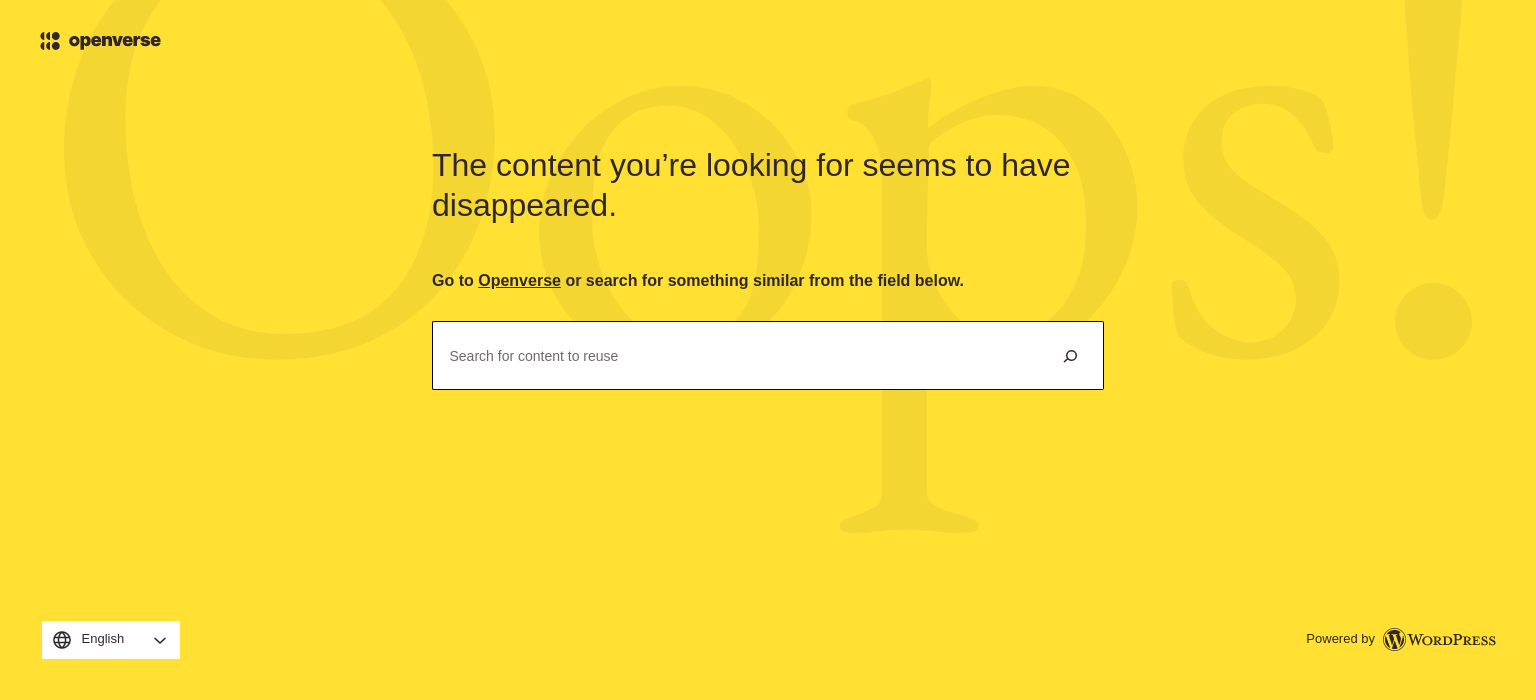 Oops!
openverse
The content you’re looking for seems to have
disappeared.
Go to Openverse or search for something similar from the field below.
Search for content to reuse
English
Powered by WORDPRESS